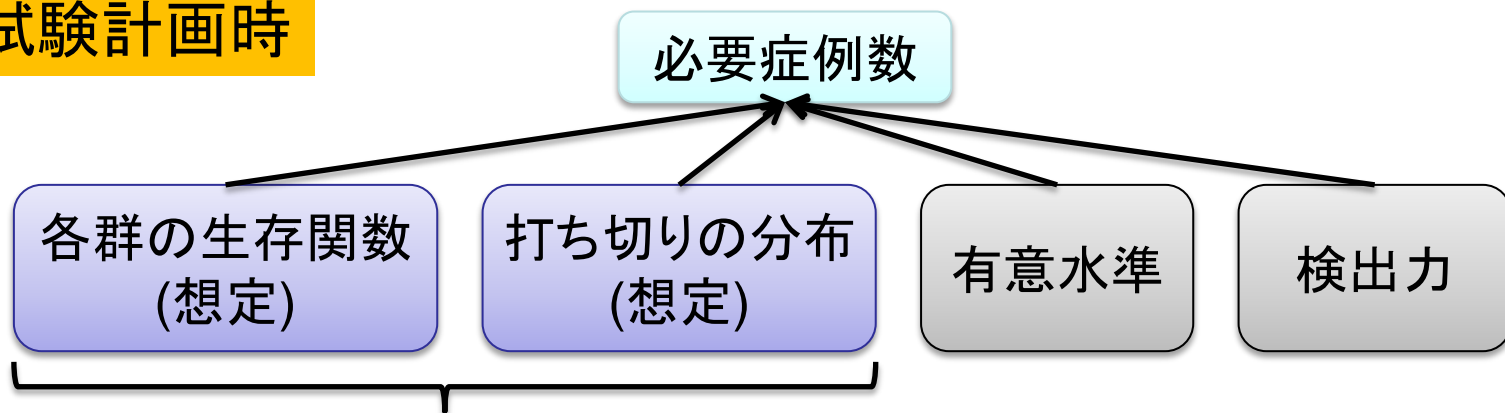 試験計画時
必要症例数
各群の生存関数
(想定)
打ち切りの分布
(想定)
有意水準
検出力